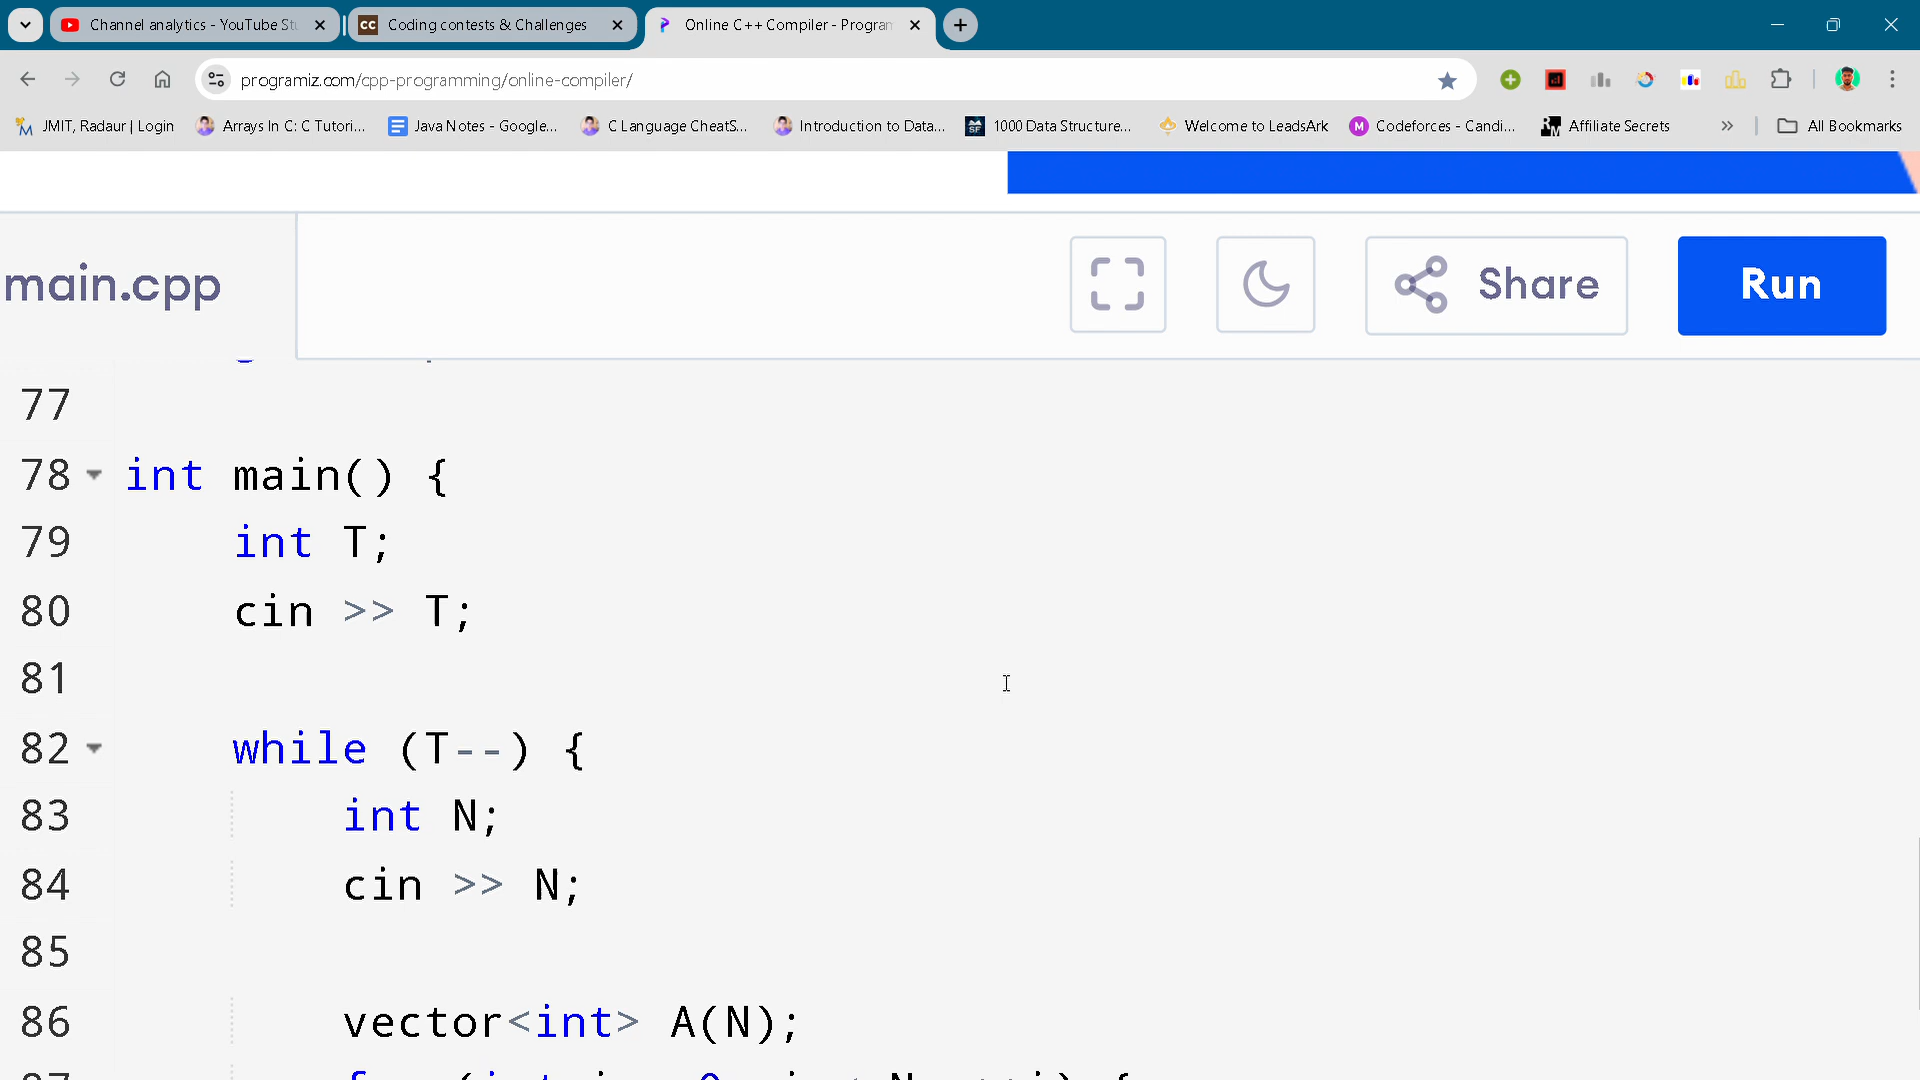 Channel analytics - YouTube St
Coding contests & Challenges
Online C++ Compiler - Program
programiz.com/cpp-programming/online-compiler/
JMIT, Radaur | Login
Arrays In C: C Tutori...
Java Notes - Google...
C Language CheatS...
Introduction to Data...
1000 Data Structure...
Welcome to LeadsArk
Codeforces - Candi...
Affiliate Secrets
All Bookmarks
main.cpp
Share
Run
77
78 int main() {
79 int T;
80 cin >> T;
81
82 while (T--) {
83 int N;
84 cin >> N;
85
86 vector<int> A(N);